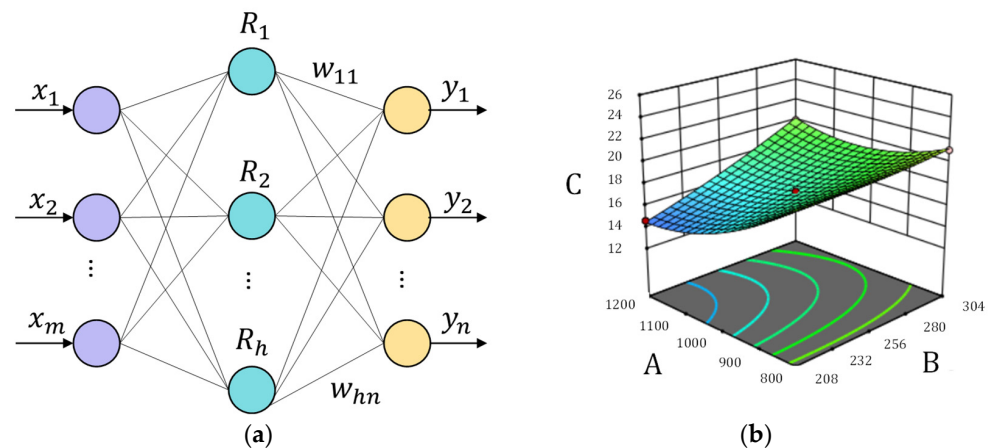 R₁
w₁₁
x₁
y₁
R₂
x₂
y₂
...
...
...
xₘ
Rₕ
yₙ
wₕₙ
(a)
26
24
22
20
18
16
14
12
C
1200
1100
1000
900
800
A
304
280
256
232
208
B
(b)